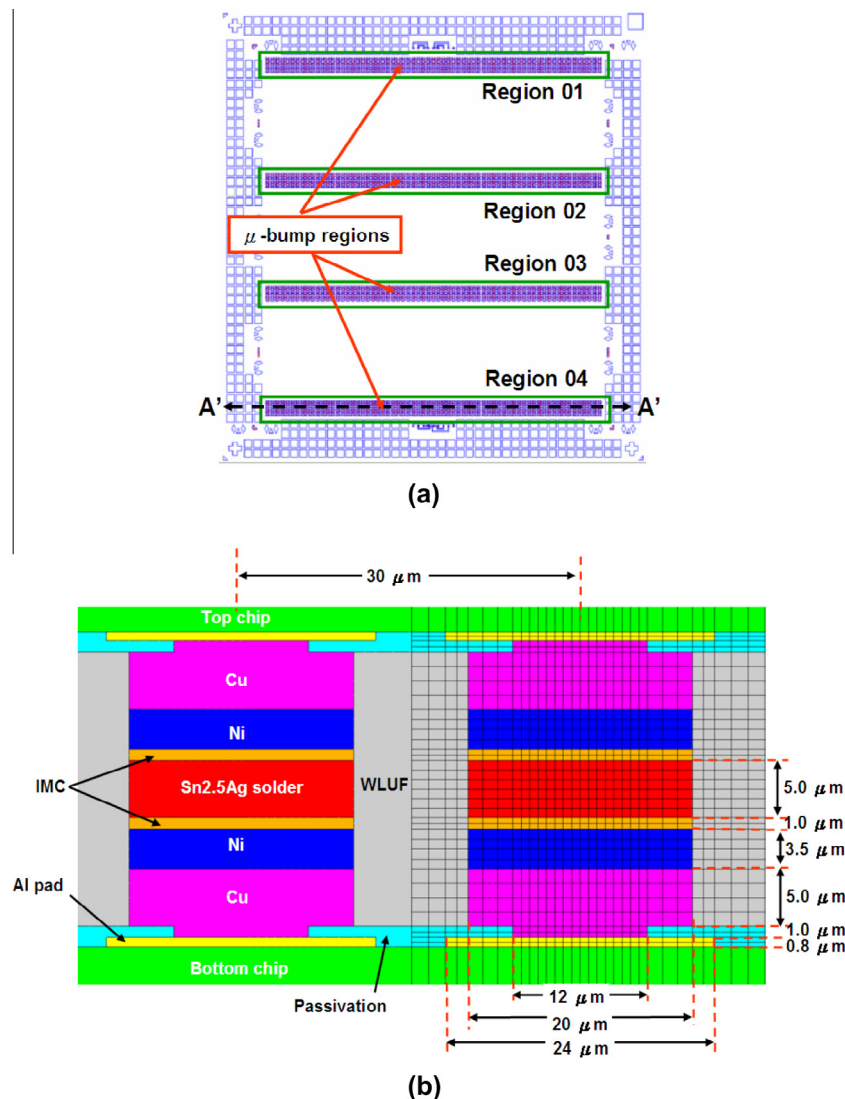 Region 01
Region 02
μ-bump regions
Region 03
Region 04
A'
A'
(a)
30 μm
Top chip
Cu
Ni
IMC
Sn2.5Ag solder
WLUF
5.0 μm
1.0 μm
Ni
3.5 μm
Al pad
Cu
5.0 μm
1.0 μm
0.8 μm
Bottom chip
Passivation
12 μm
20 μm
24 μm
(b)